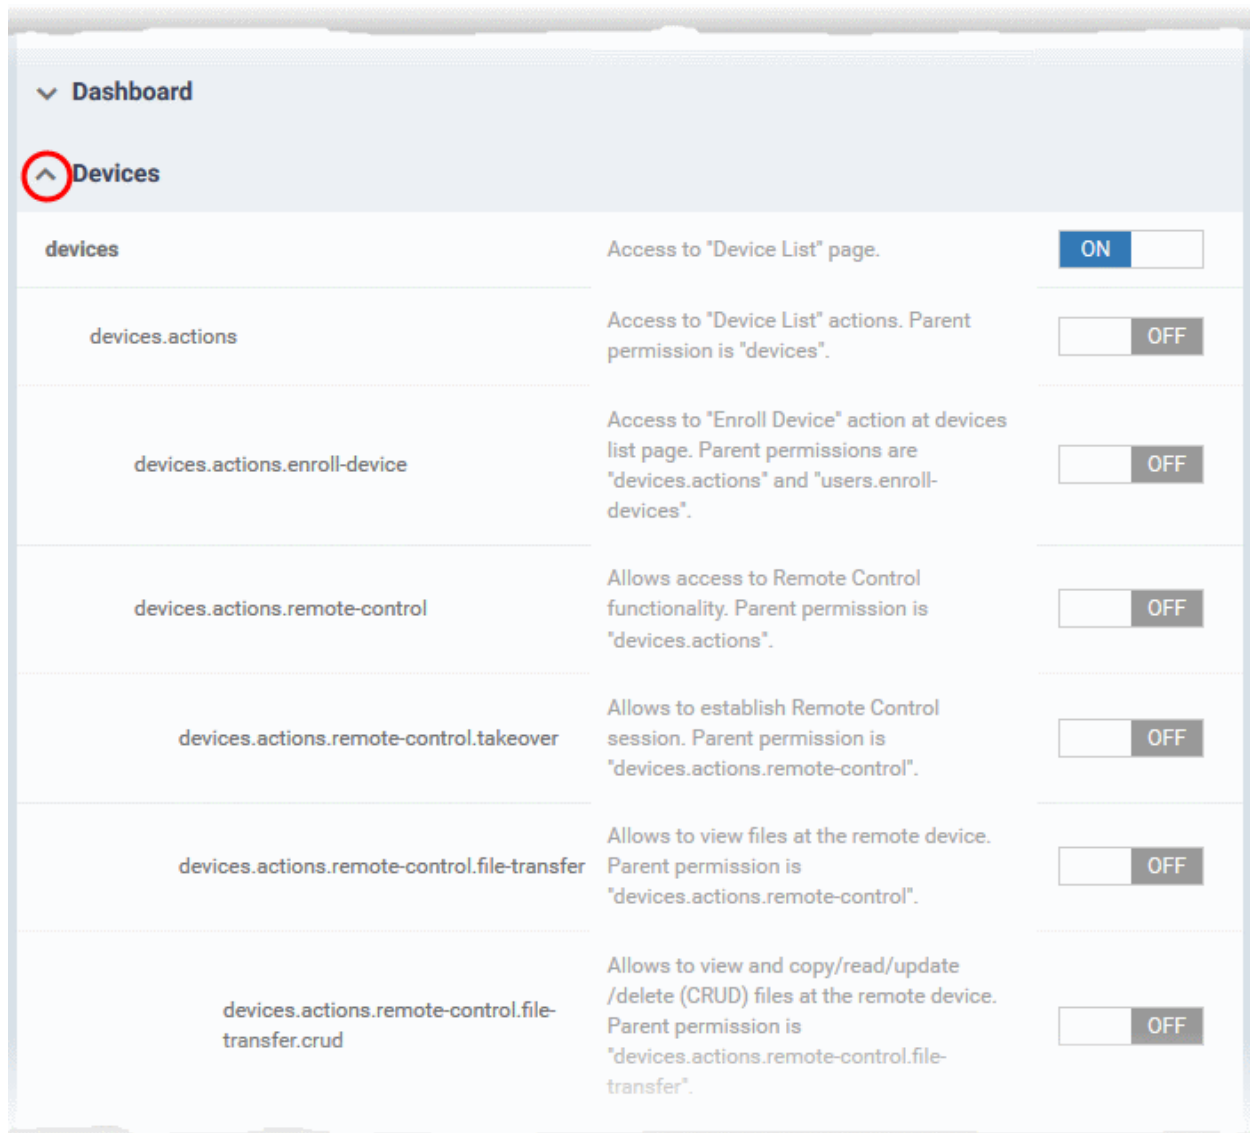 Dashboard
Devices
devices
Access to "Device List" page.
ON
devices.actions
Access to "Device List" actions. Parent
permission is "devices".
OFF
devices.actions.enroll-device
Access to "Enroll Device" action at devices
list page. Parent permissions are
"devices.actions" and "users.enroll-
devices".
OFF
devices.actions.remote-control
Allows access to Remote Control
functionality. Parent permission is
"devices.actions".
OFF
devices.actions.remote-control.takeover
Allows to establish Remote Control
session. Parent permission is
"devices.actions.remote-control".
OFF
devices.actions.remote-control.file-transfer
Allows to view files at the remote device.
Parent permission is
"devices.actions.remote-control".
OFF
devices.actions.remote-control.file-
transfer.crud
Allows to view and copy/read/update
/delete (CRUD) files at the remote device.
Parent permission is
"devices.actions.remote-control.file-
transfer".
OFF